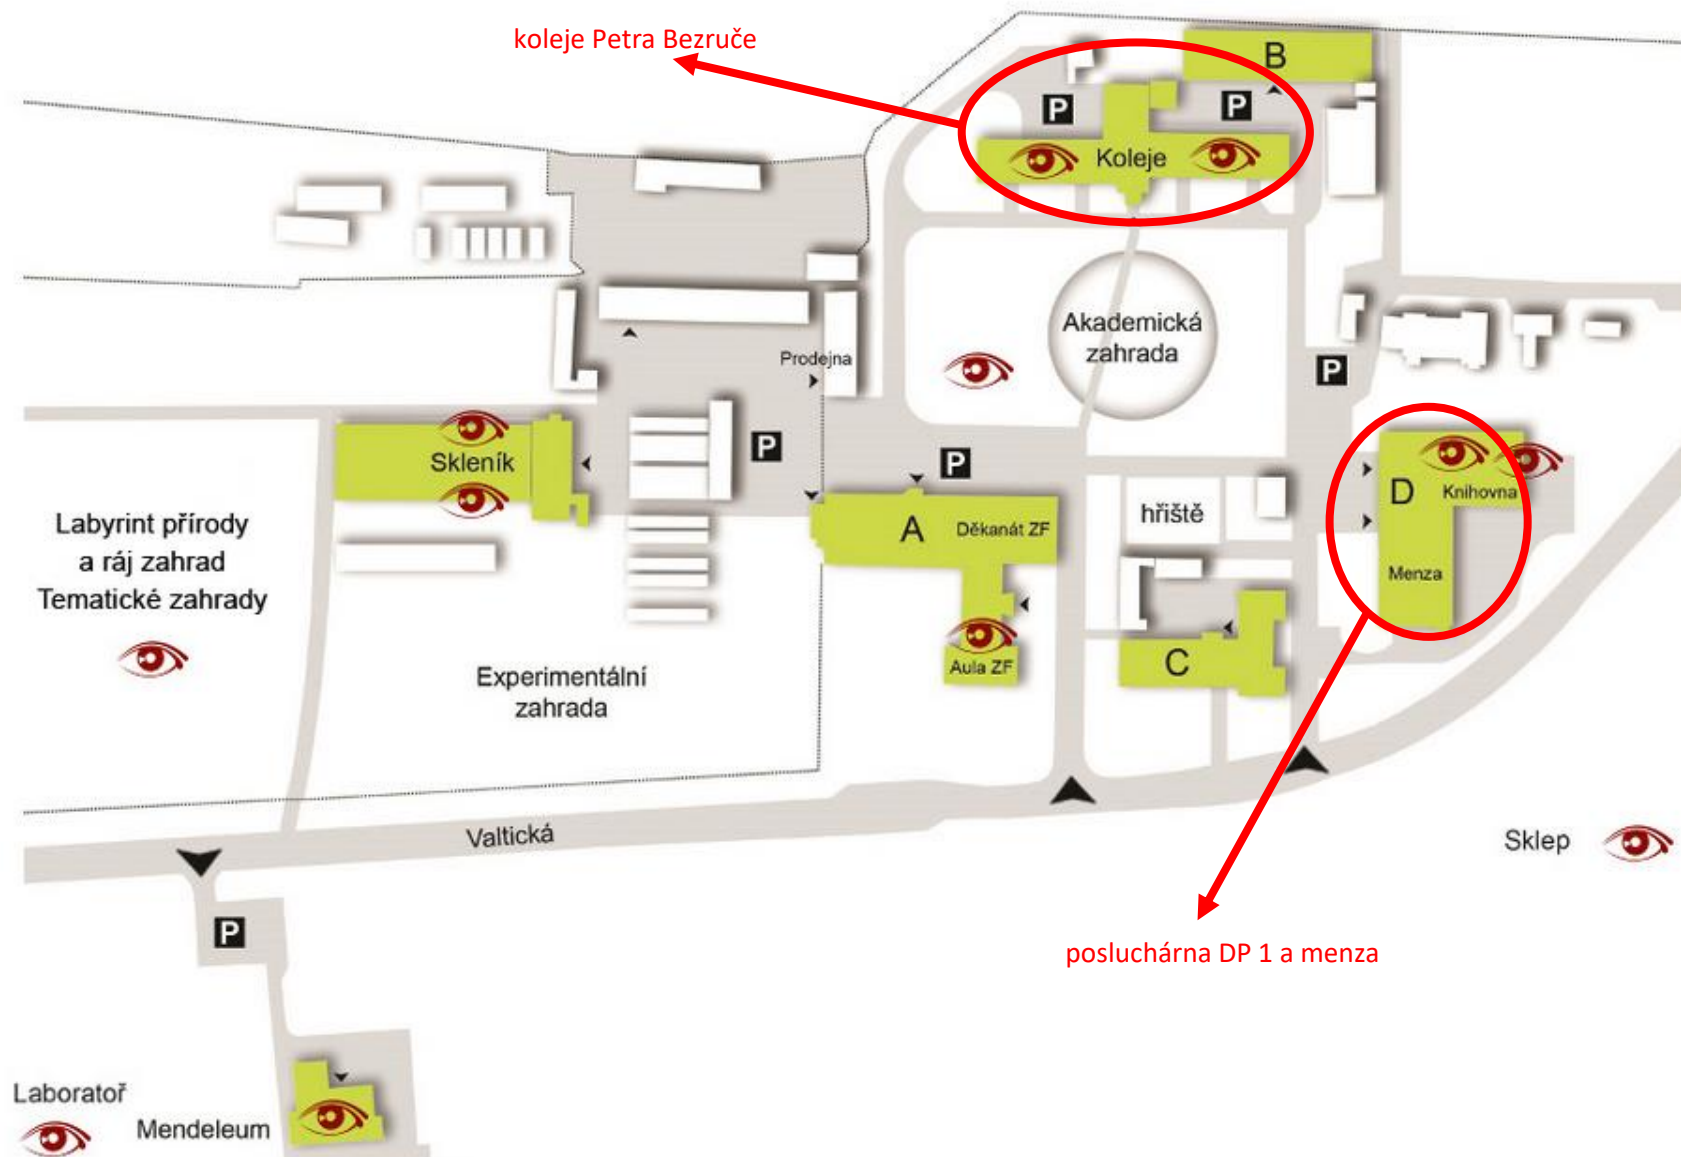 koleje Petra Bezruče
B
P
P
Koleje
Akademická
zahrada
Prodejna
P
Skleník
P
P
D
Knihovna
Labyrint přírody
a ráj zahrad
Tematické zahrady
A
Děkanát ZF
hřiště
Menza
Experimentální
zahrada
Aula ZF
C
Valtická
Sklep
P
posluchárna DP 1 a menza
Laboratoř
Mendeleum